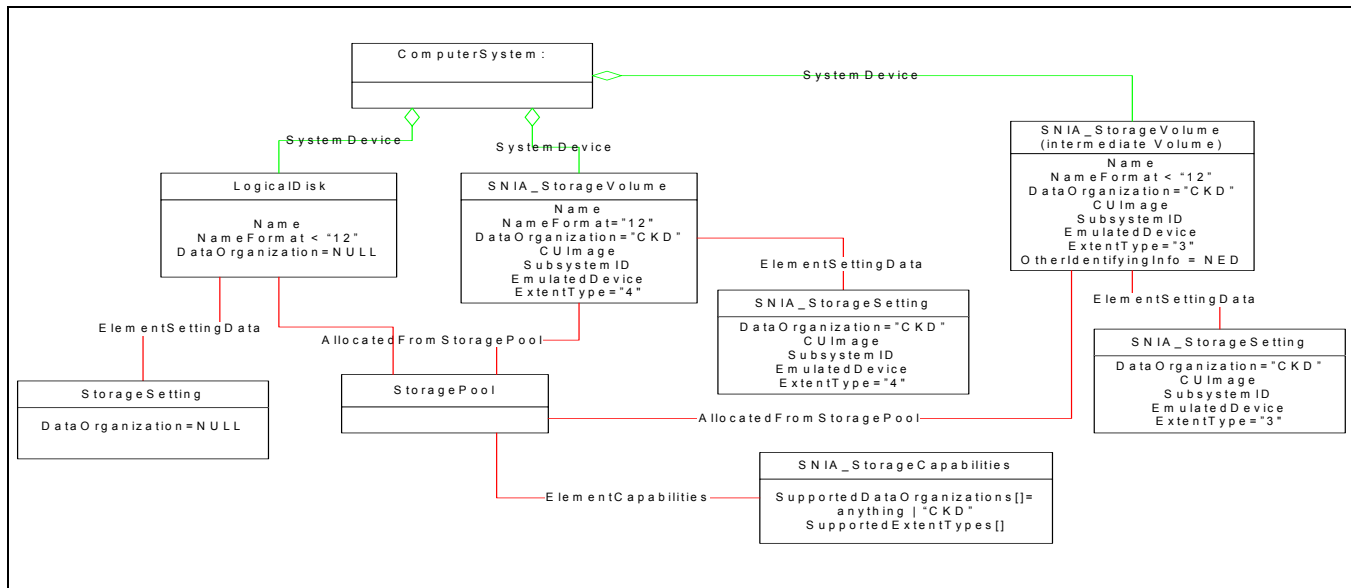 ComputerSystem:
SystemDevice
SystemDevice
SystemDevice
LogicalDisk
Name
NameFormat < “12”
DataOrganization=NULL
SNIA_StorageVolume
Name
NameFormat="12"
DataOrganization="CKD"
CUImage
SubsystemID
EmulatedDevice
ExtentType="4"
SNIA_StorageVolume
(intermediate Volume)
Name
NameFormat < “12”
DataOrganization="CKD"
CUImage
SubsystemID
EmulatedDevice
ExtentType="3"
OtherIdentifyingInfo = NED
ElementSettingData
SNIA_StorageSetting
DataOrganization="CKD"
CUImage
SubsystemID
EmulatedDevice
ExtentType="4"
ElementSettingData
SNIA_StorageSetting
DataOrganization="CKD"
CUImage
SubsystemID
EmulatedDevice
ExtentType="3"
ElementSettingData
AllocatedFromStoragePool
StorageSetting
DataOrganization=NULL
StoragePool
AllocatedFromStoragePool
ElementCapabilities
SNIA_StorageCapabilities
SupportedDataOrganizations[]=
anything | “CKD”
SupportedExtentTypes[]